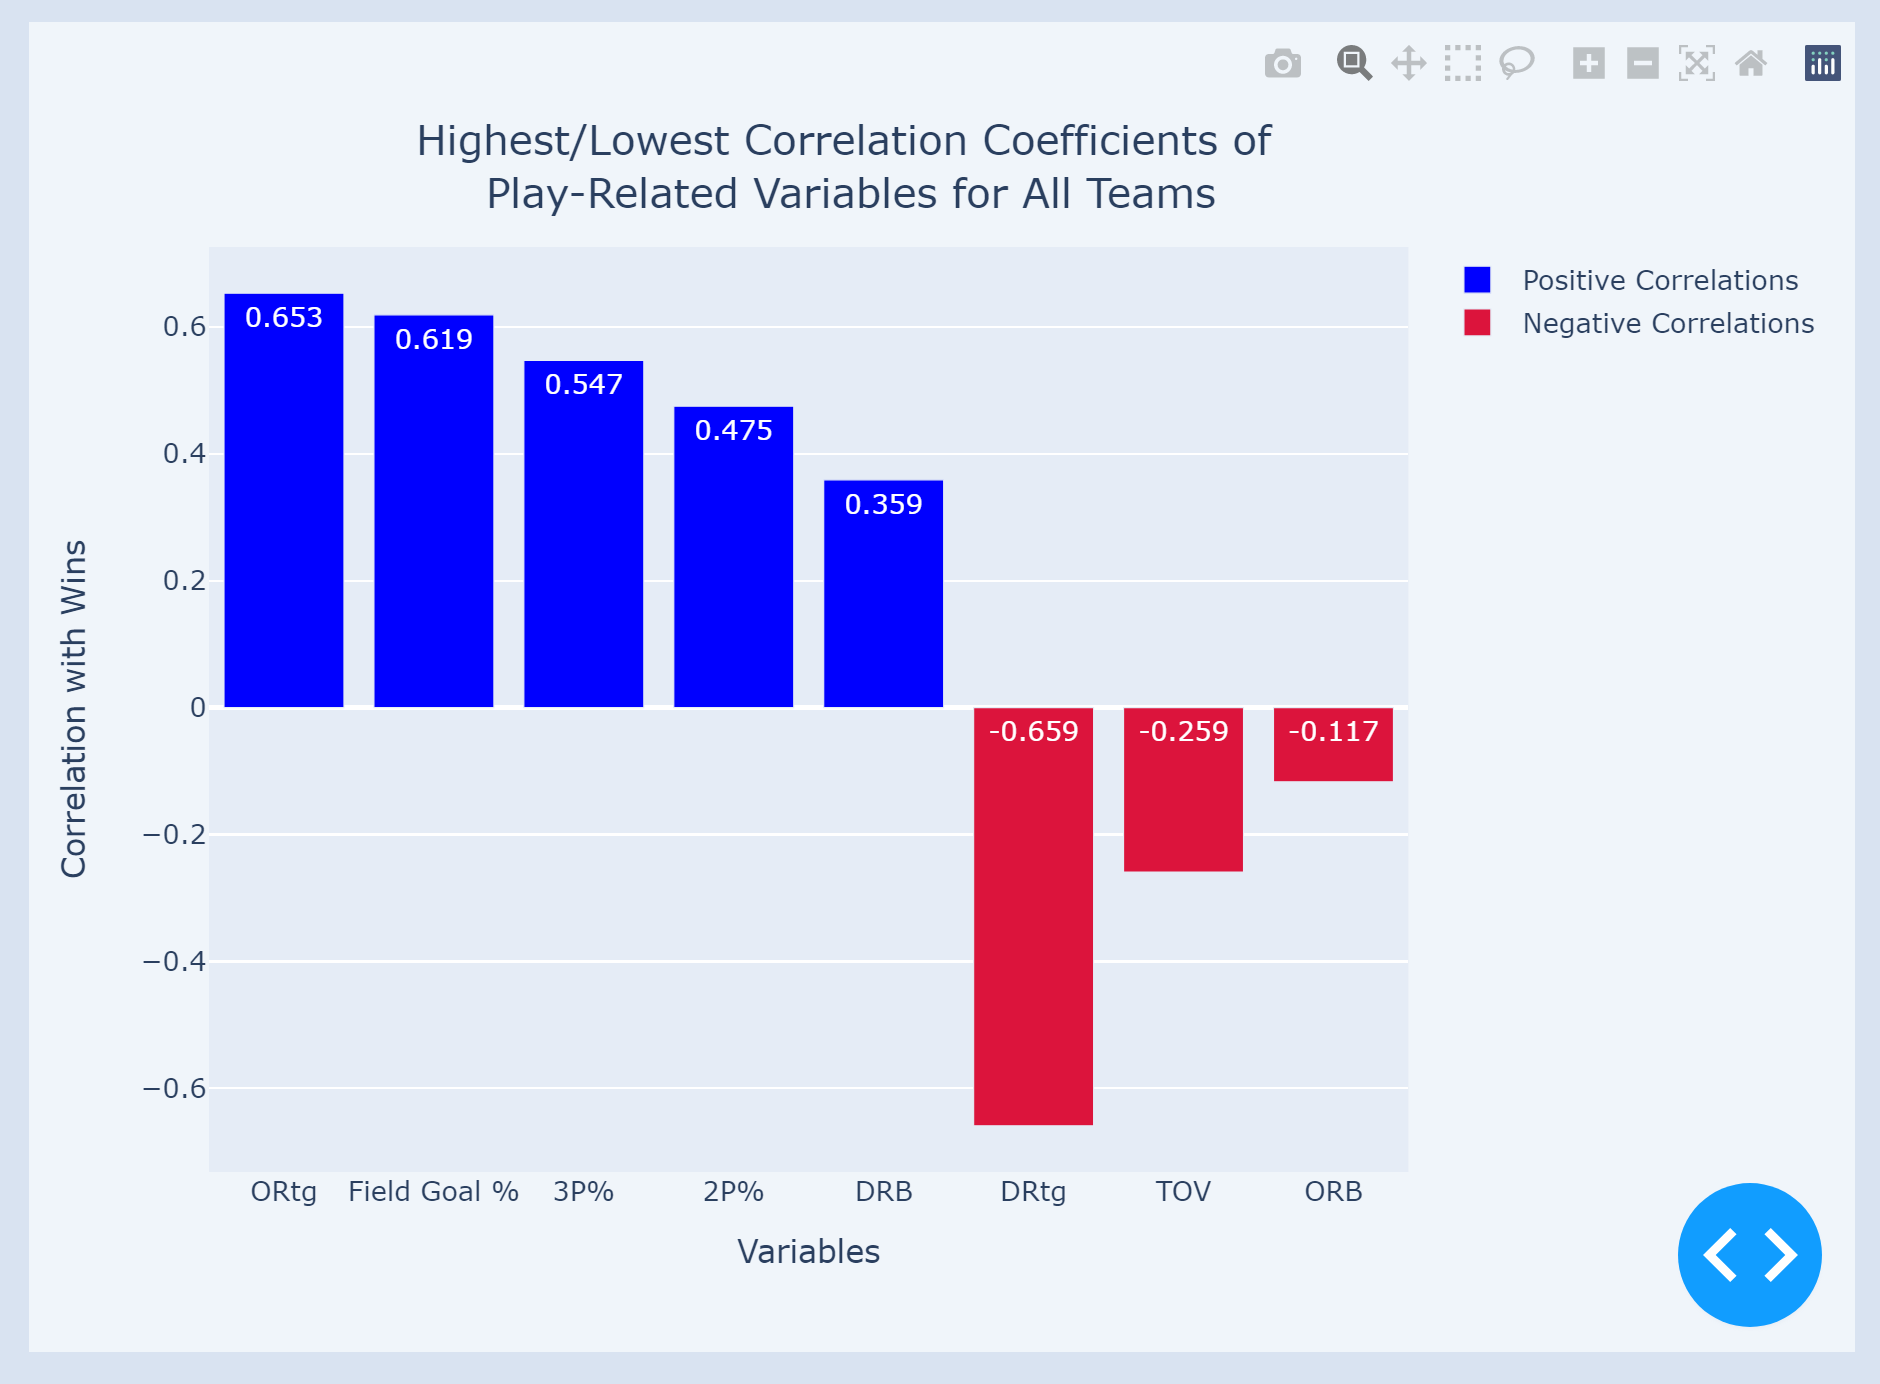 Highest/Lowest Correlation Coefficients of
Play-Related Variables for All Teams
Positive Correlations
Negative Correlations
Correlation with Wins
0.6
0.4
0.2
0
−0.2
−0.4
−0.6
0.653
0.619
0.547
0.475
0.359
-0.659
-0.259
-0.117
ORtg
Field Goal %
3P%
2P%
DRB
DRtg
TOV
ORB
Variables